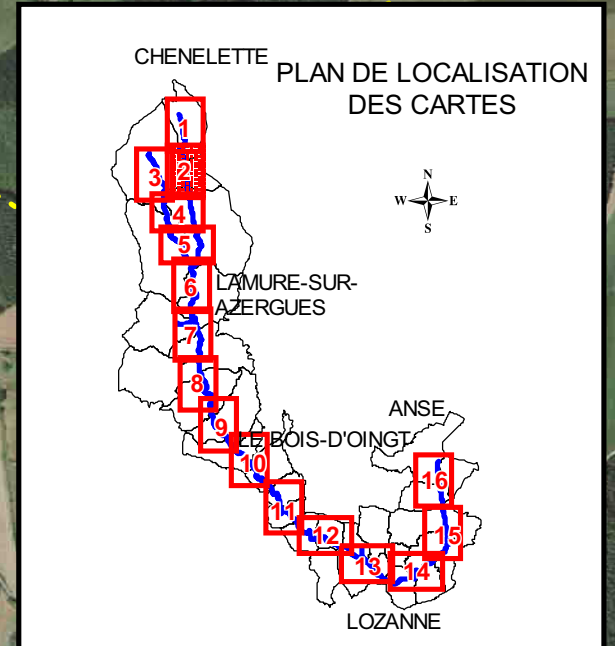 CHENELETTE
PLAN DE LOCALISATION
DES CARTES
N
W E
S
1
2
3
4
5
6
LAMURE-SUR-
AZERGUES
7
8
9
ANSE
LE BOIS-D'OINGT
10
16
11
12
15
13
14
LOZANNE